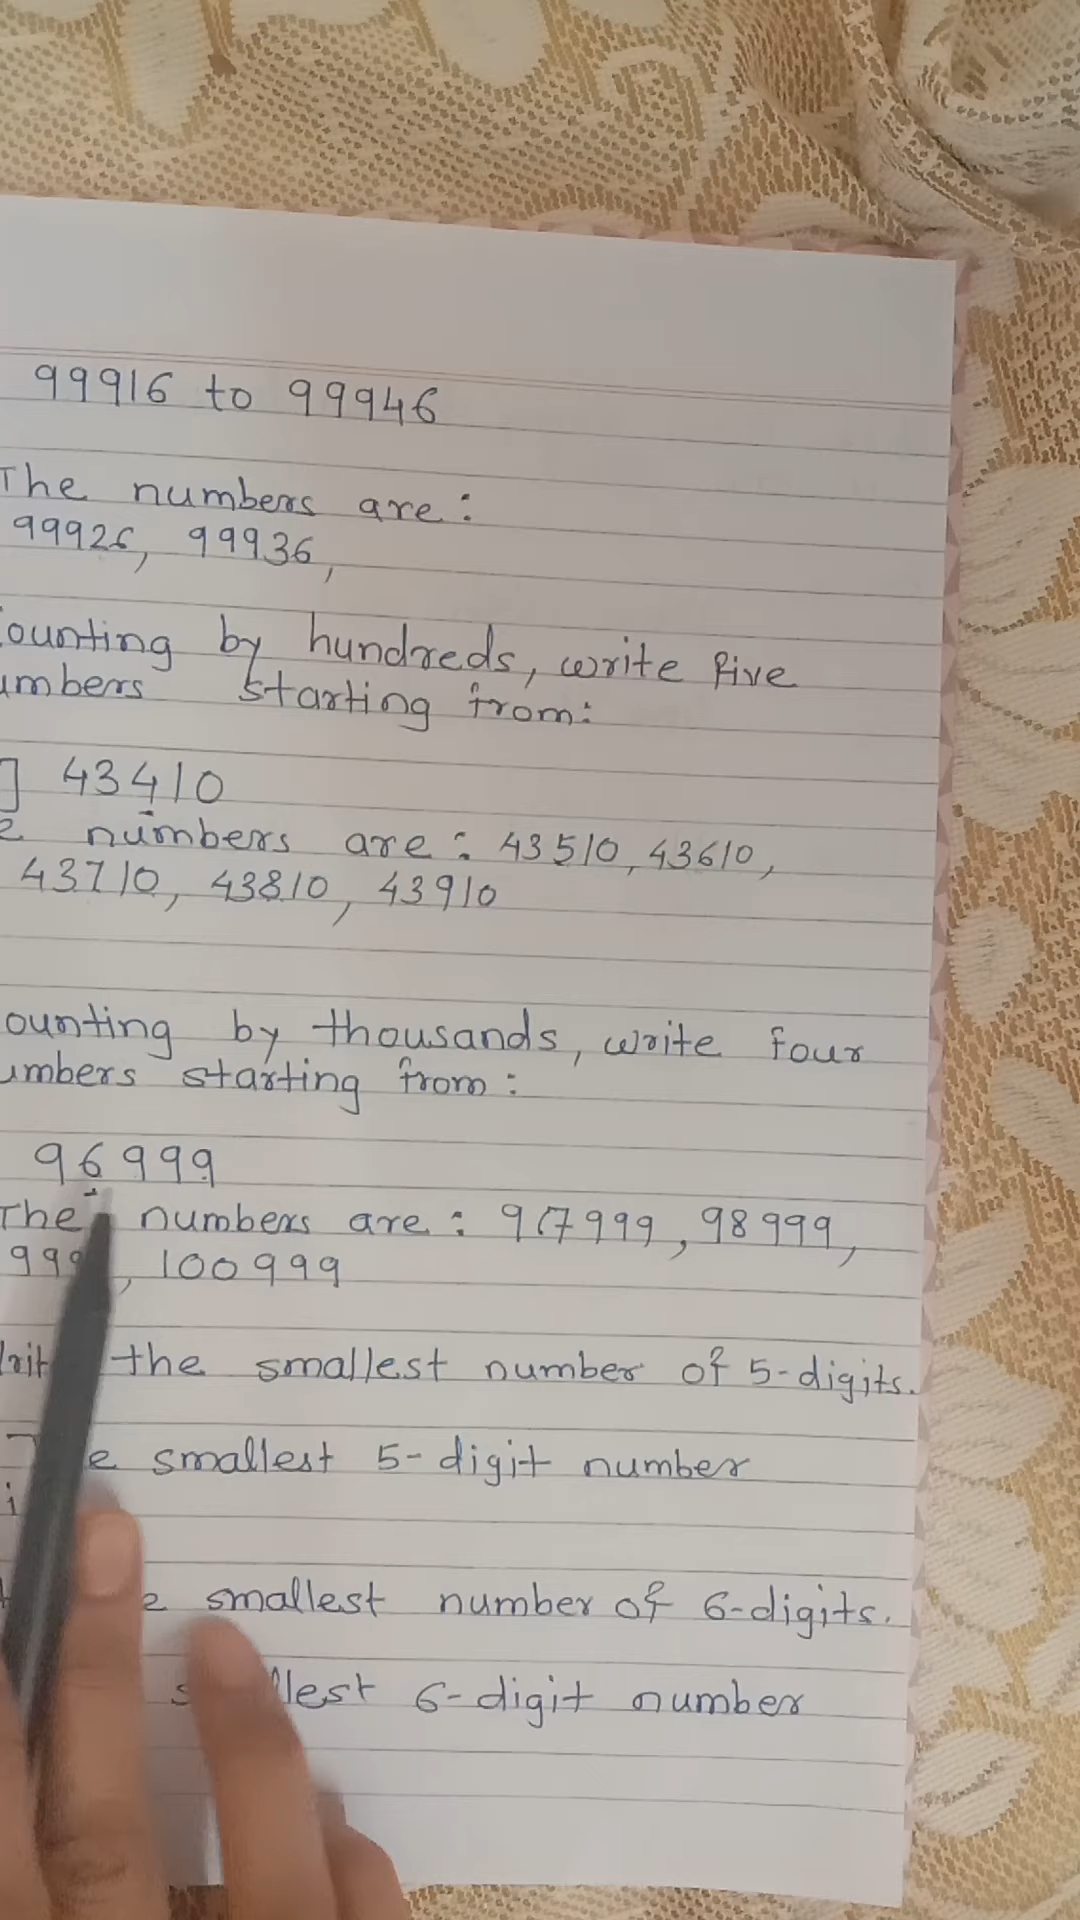 99916 to 99946
The numbers are :
99926, 99936,
ounting by hundreds, write five
umbers starting from:
] 43410
numbers are : 43510, 43610,
43710, 43810, 43910
ounting by thousands, write four
umbers starting from :
96999
The numbers are : 97999, 98999,
, 100999
the smallest number of 5-digits.
smallest 5-digit number
smallest number of 6-digits.
6-digit number